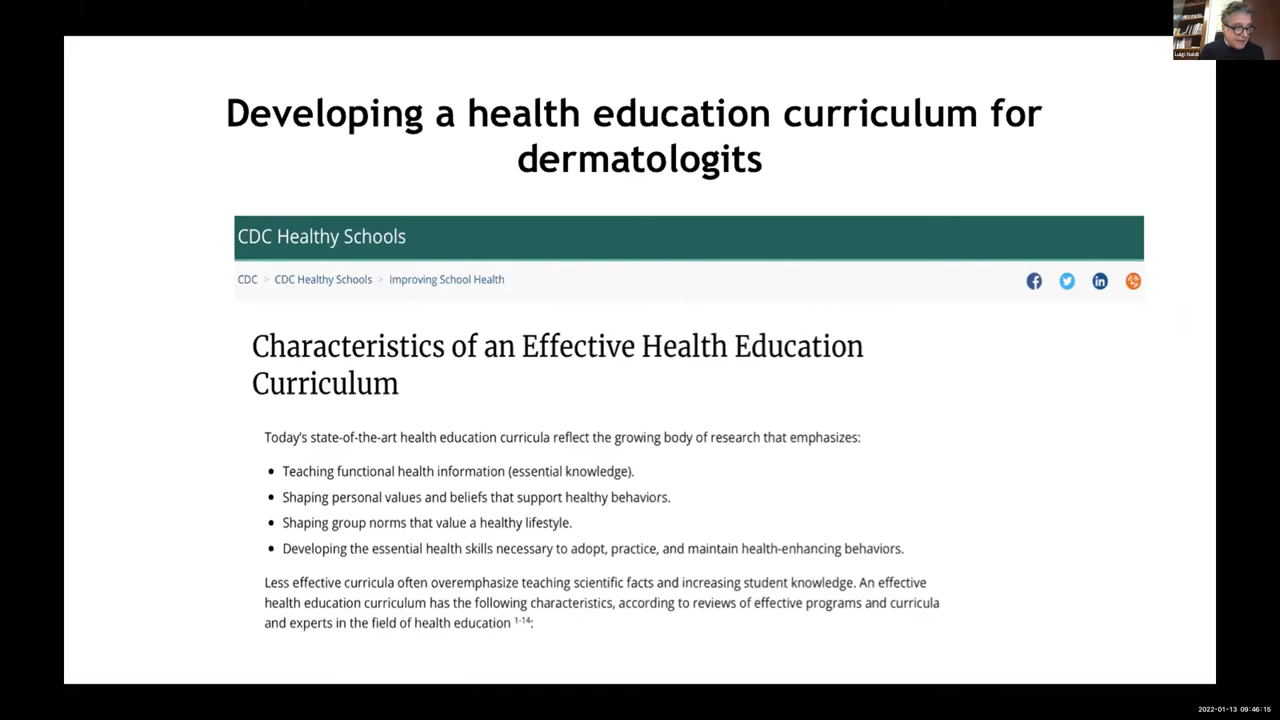 Developing a health education curriculum for
dermatologits
CDC Healthy Schools
CDC > CDC Healthy Schools > Improving School Health
Characteristics of an Effective Health Education
Curriculum
Today's state-of-the-art health education curricula reflect the growing body of research that emphasizes:
• Teaching functional health information (essential knowledge).
• Shaping personal values and beliefs that support healthy behaviors.
• Shaping group norms that value a healthy lifestyle.
• Developing the essential health skills necessary to adopt, practice, and maintain health-enhancing behaviors.
Less effective curricula often overemphasize teaching scientific facts and increasing student knowledge. An effective
health education curriculum has the following characteristics, according to reviews of effective programs and curricula
and experts in the field of health education 1-14:
Luigi Naldi
2022-01-13 09:46:15